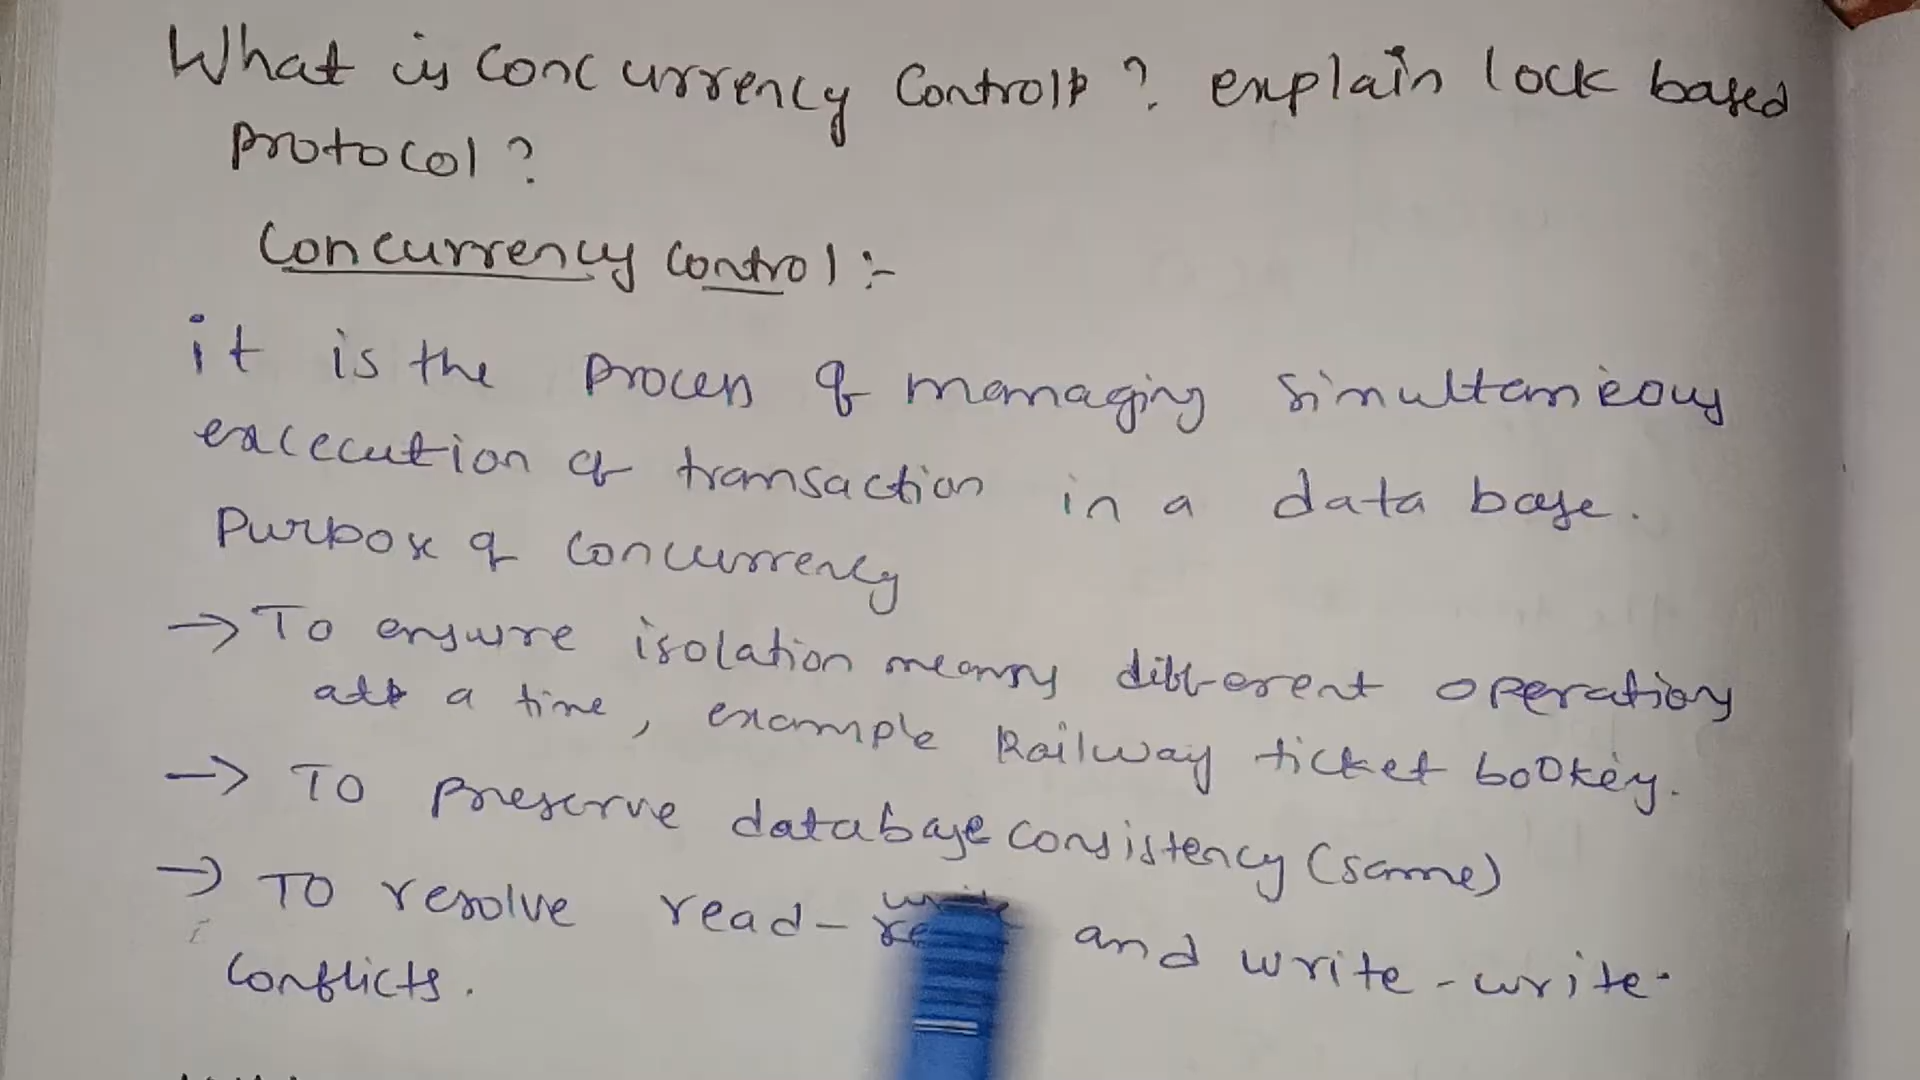 What is Concurrency Control? explain lock based
protocol?
Concurrency Control :-
it is the process of managing simultaneous
excecution of transaction in a data base.
Purpose of Concurrency
→ To ensure isolation means different operations
at a time, example Railway ticket booking.
→ To preserve database consistency (same)
→ To resolve read-write and write-write
conflicts.